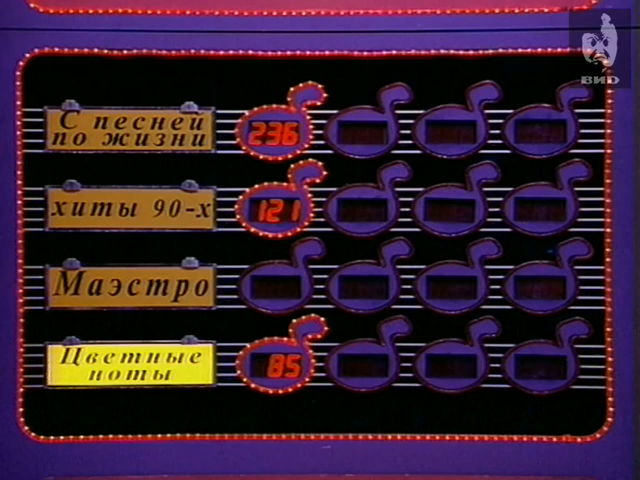 ВИD
С песней
по жизни
236
хиты 90-х
121
Маэстро
Цветные
ноты
85